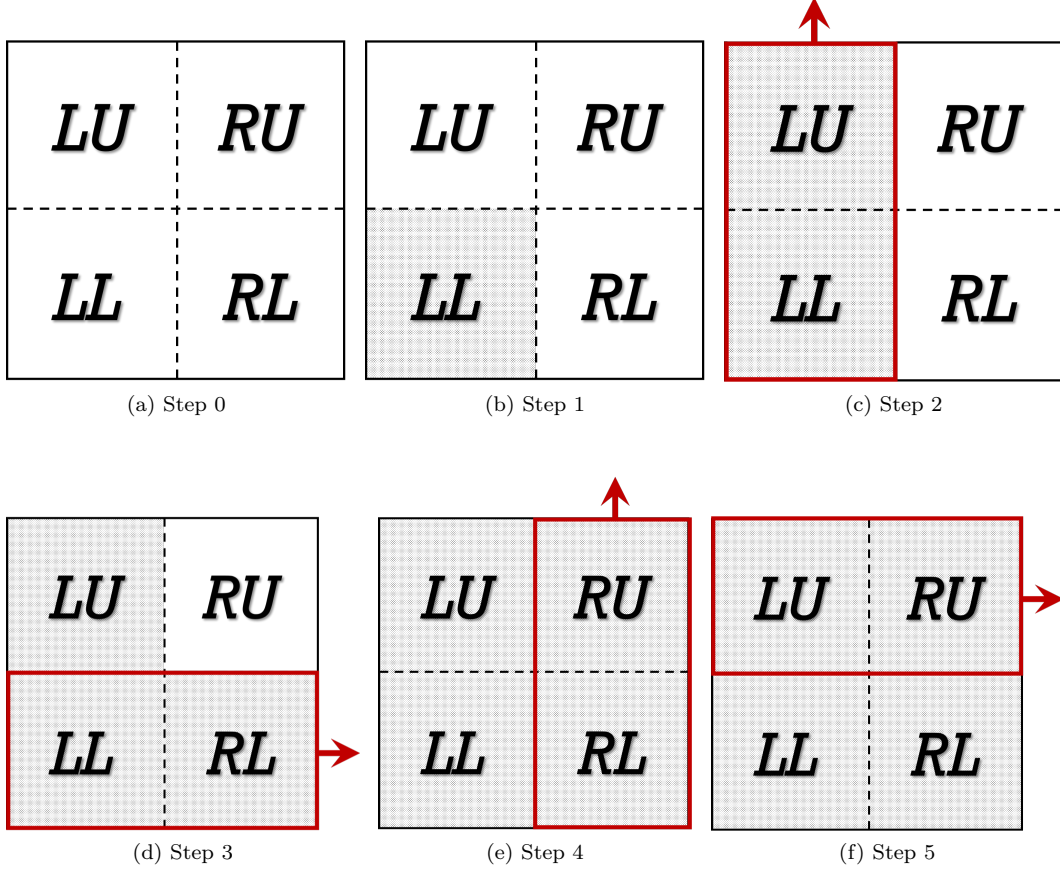 LU RU LU RU LU RU
LL RL LL RL LL RL
(a) Step 0 (b) Step 1 (c) Step 2
LU RU LU RU LU RU
LL RL LL RL LL RL
(d) Step 3 (e) Step 4 (f) Step 5